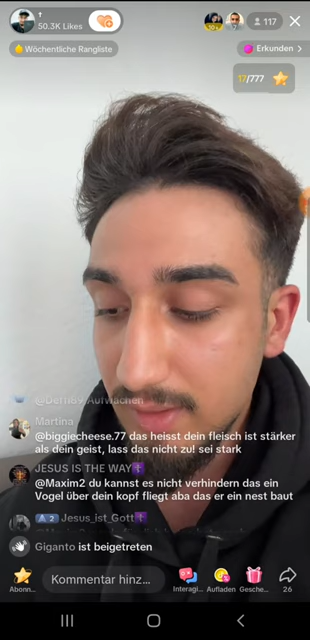 †
50.3K Likes
30+
117
Wöchentliche Rangliste
Erkunden >
17/777
@Dem89 Aufwachen
Martina
@biggiecheese.77 das heisst dein fleisch ist stärker
als dein geist, lass das nicht zu! sei stark
JESUS IS THE WAY✝️
@Maxim2 du kannst es nicht verhindern das ein
Vogel über dein kopf fliegt aba das er ein nest baut
2 Jesus_ist_Gott✝️
Giganto ist beigetreten
Abonn...
Kommentar hinz...
Interagi...
Aufladen
Gesche...
26